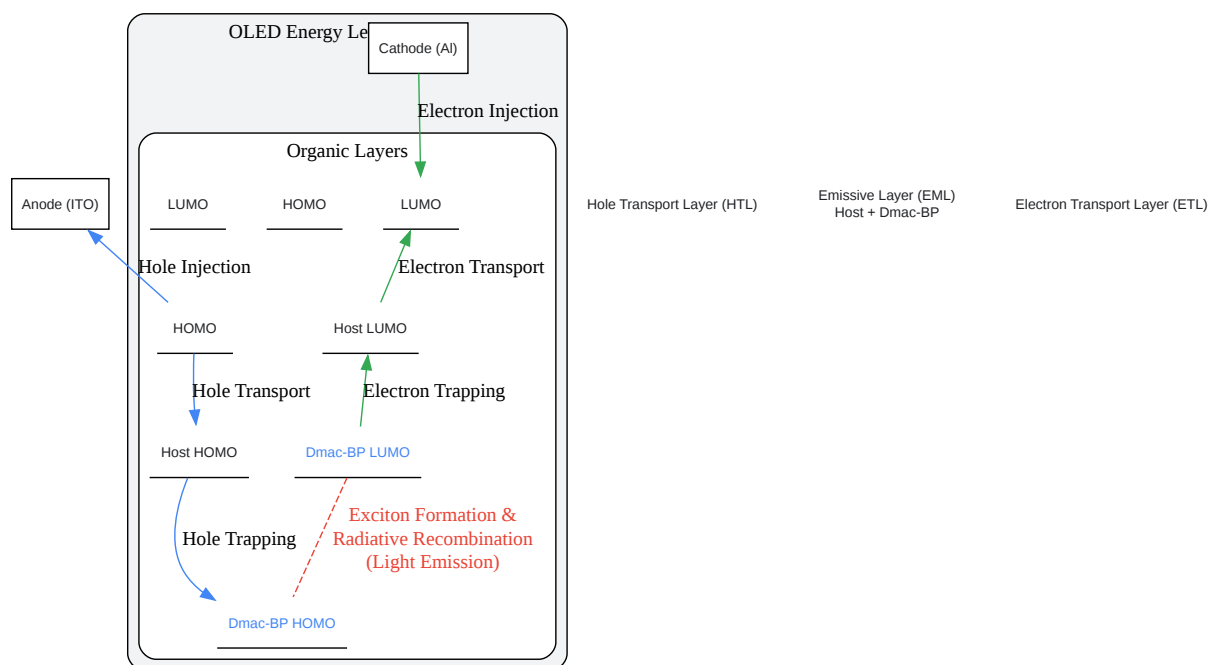 OLED Energy Le
Cathode (Al)
Electron Injection
Organic Layers
Anode (ITO)
LUMO
HOMO
LUMO
Hole Transport Layer (HTL)
Emissive Layer (EML)
Host + Dmac-BP
Electron Transport Layer (ETL)
Hole Injection
Electron Transport
HOMO
Host LUMO
Hole Transport
Electron Trapping
Host HOMO
Dmac-BP LUMO
Exciton Formation &
Radiative Recombination
(Light Emission)
Hole Trapping
Dmac-BP HOMO